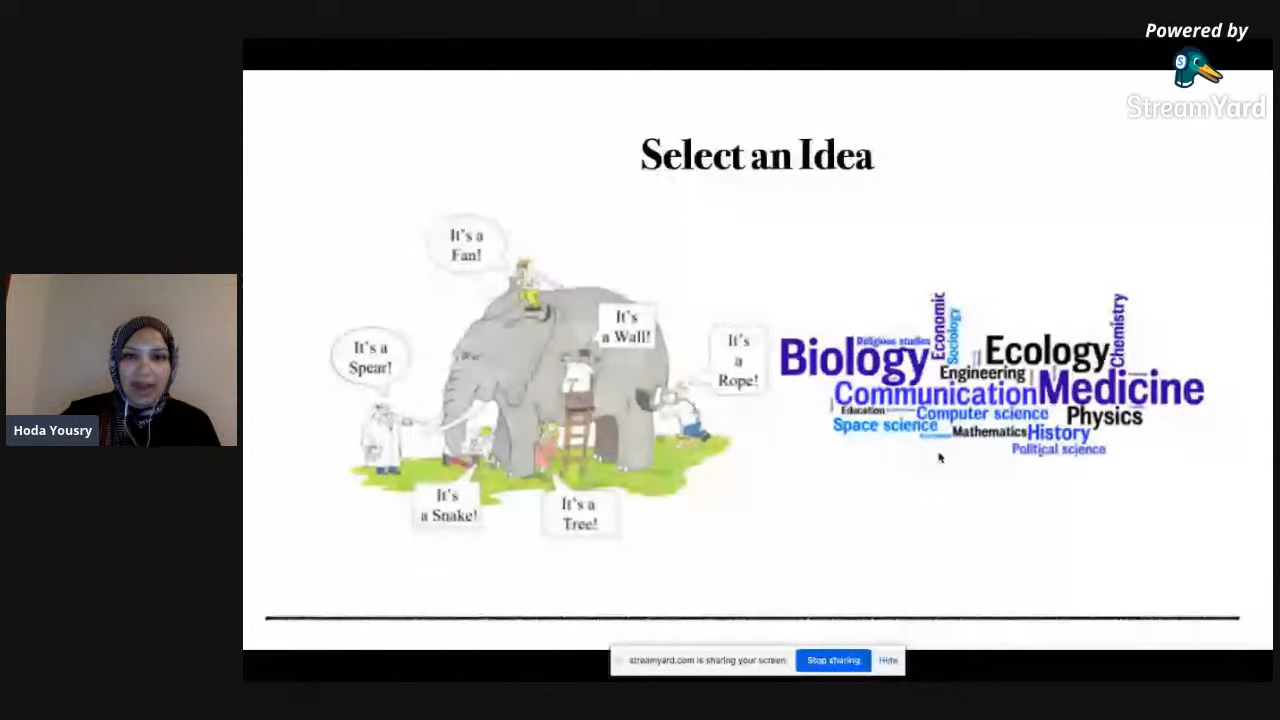 Powered by
StreamYard
Select an Idea
It's a
Fan!
It's
a Wall!
It's a
Spear!
It's
a
Rope!
It's
a Snake!
It's a
Tree!
Economic
Sociology
Chemistry
Religious studies
Biology
Ecology
Engineering
Communication
Medicine
Education
Computer science
Physics
Space science
Mathematics
History
Political science
Hoda Yousry
streamyard.com is sharing your screen.
Stop sharing
Hide